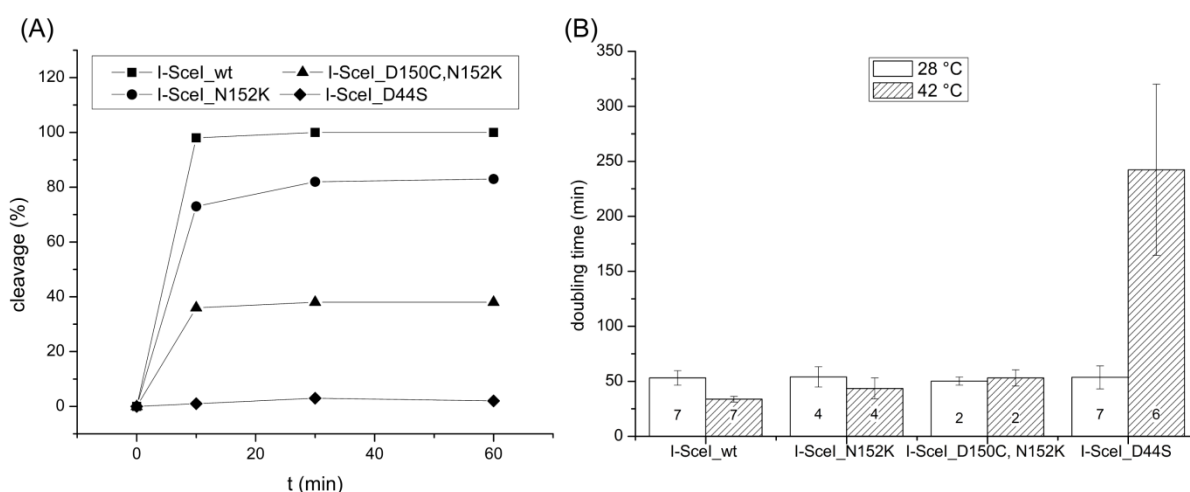 (A)
I-SceI_wt
I-SceI_D150C,N152K
I-SceI_N152K
I-SceI_D44S
120
100
80
60
40
20
0
cleavage (%)
0
20
40
60
t (min)
(B)
28 °C
42 °C
350
300
250
200
150
100
50
0
doubling time (min)
7
7
4
4
2
2
7
6
I-SceI_wt
I-SceI_N152K
I-SceI_D150C, N152K
I-SceI_D44S